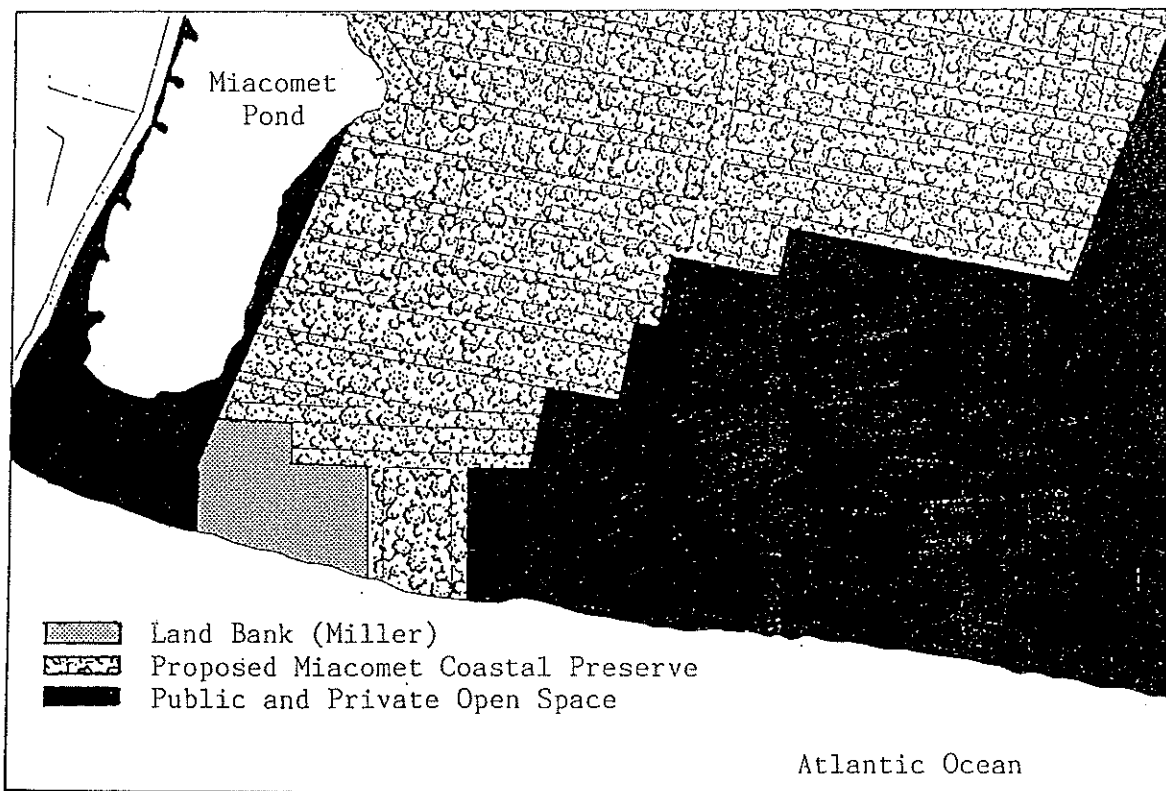 Miacomet
Pond
Land Bank (Miller)
Proposed Miacomet Coastal Preserve
Public and Private Open Space
Atlantic Ocean